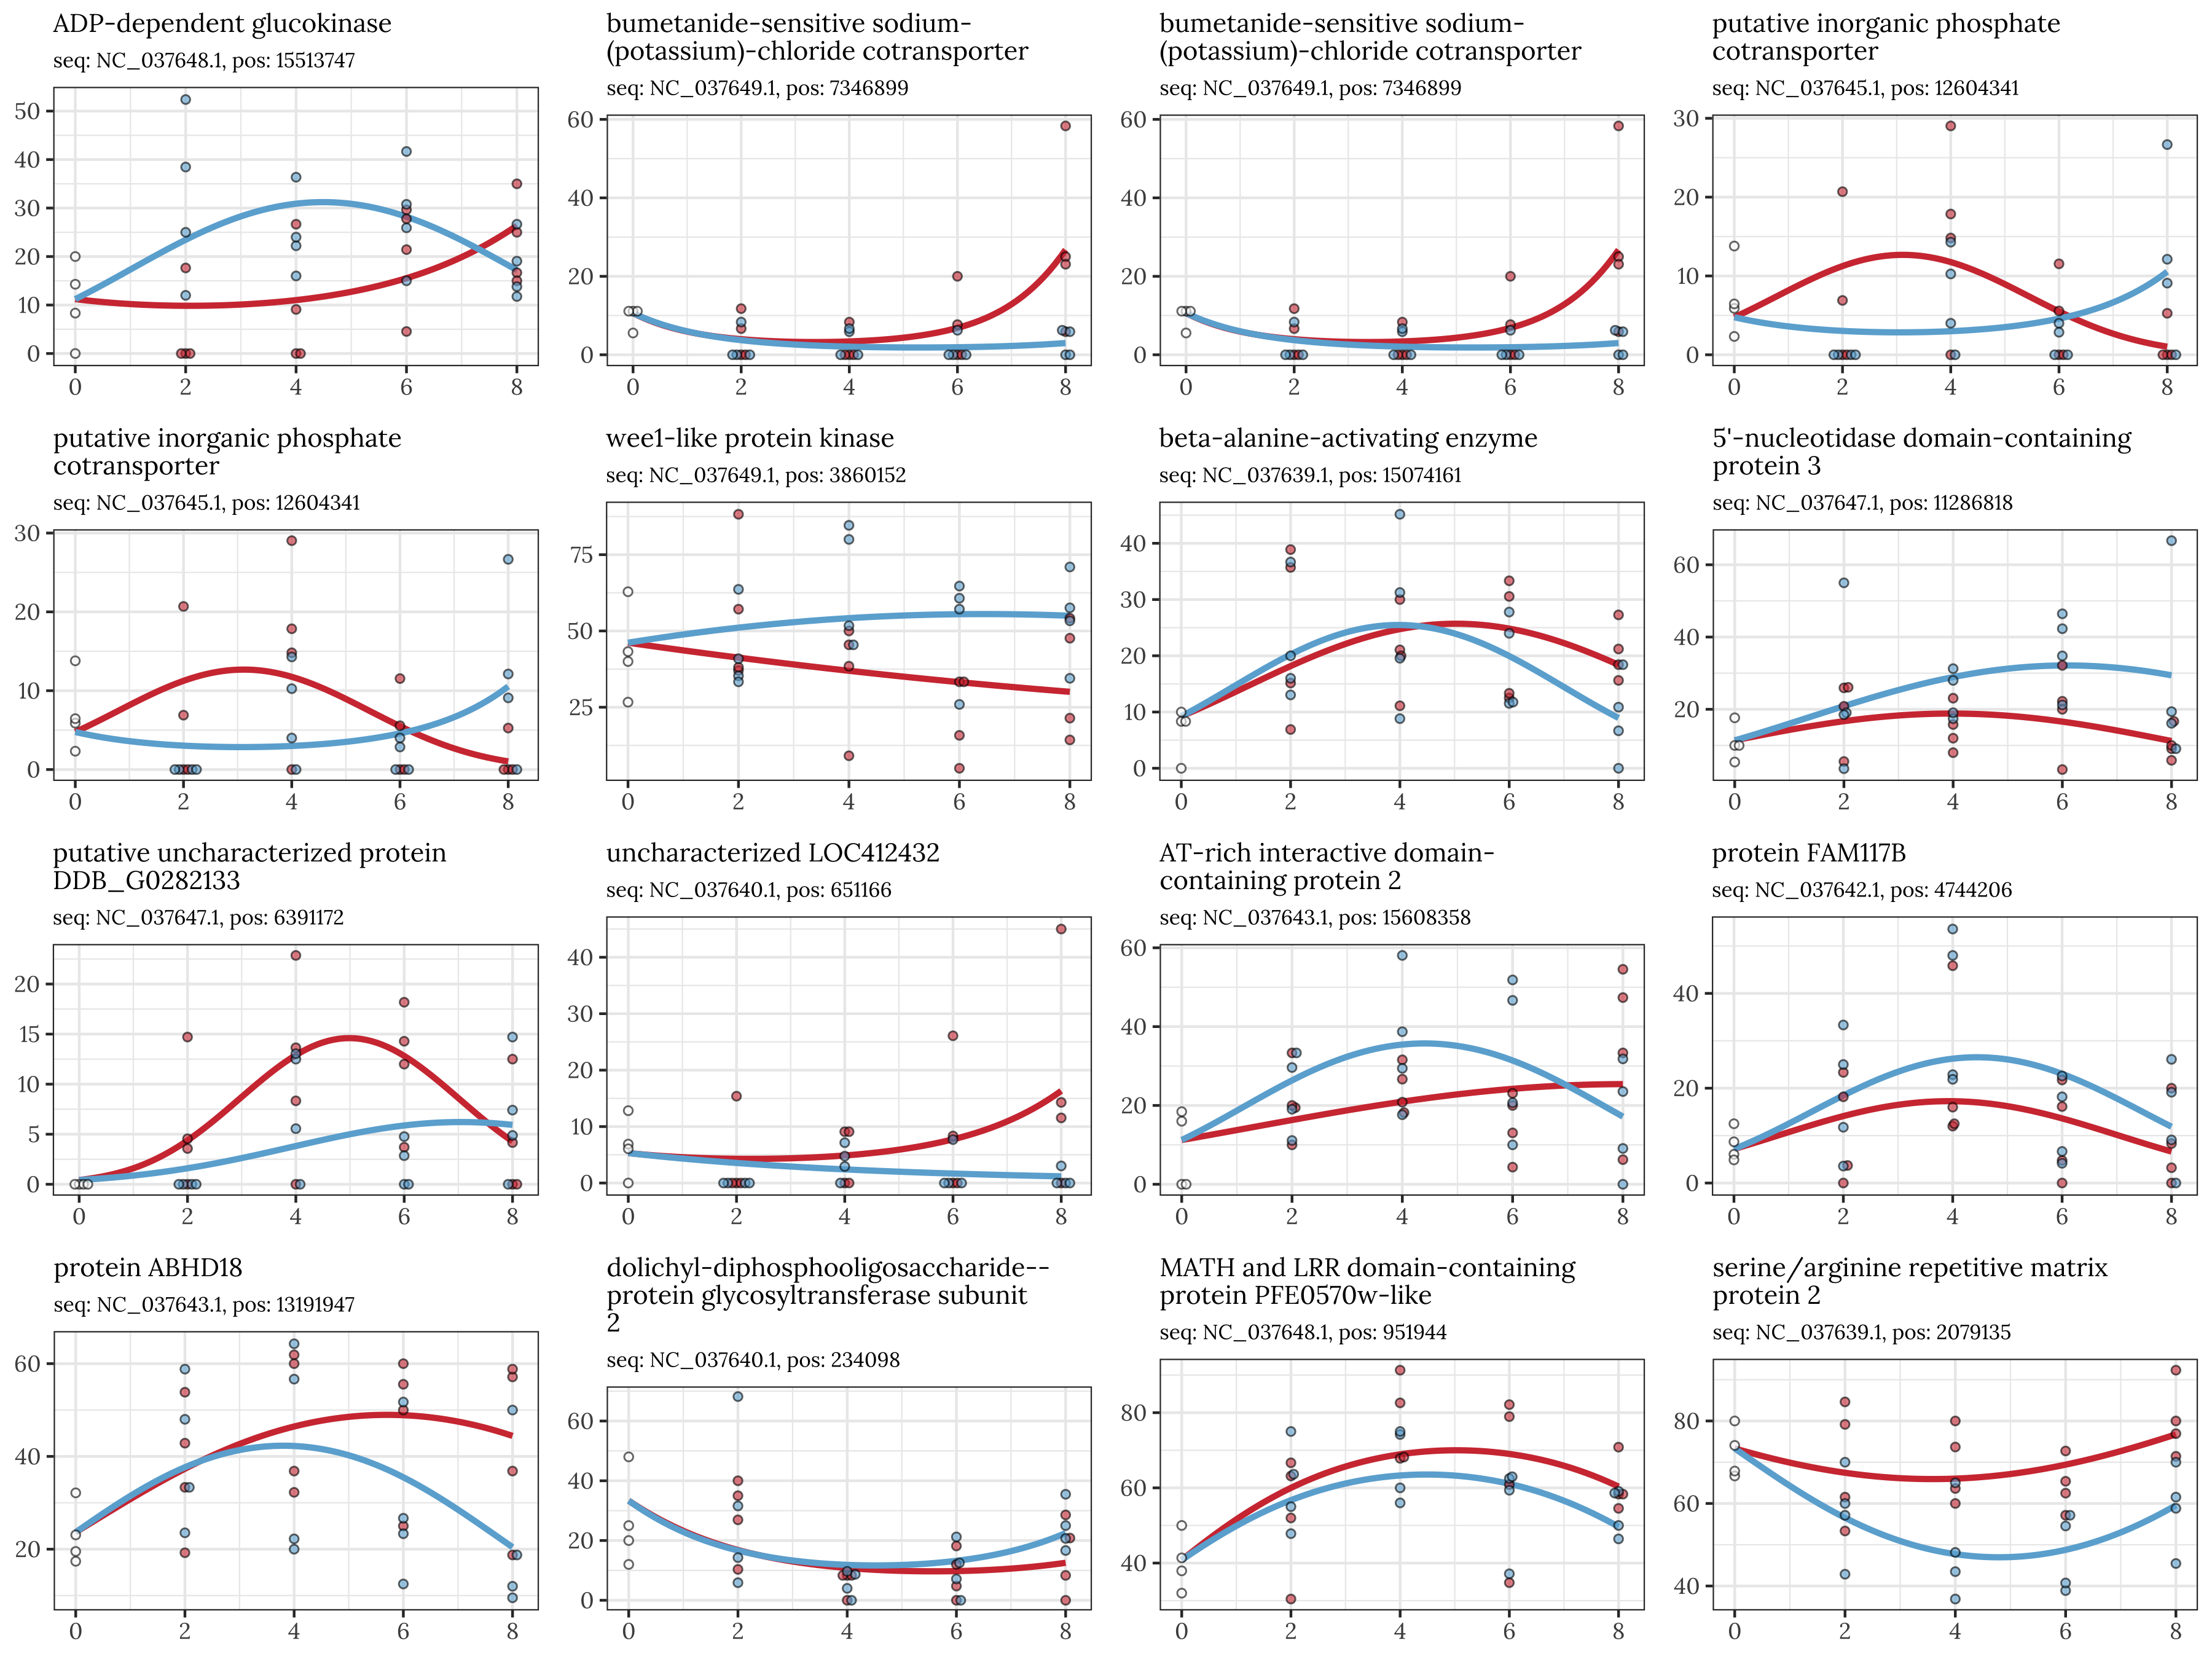 ADP-dependent glucokinase
seq: NC_037648.1, pos: 15513747
50
40
30
20
10
0
0 2 4 6 8
bumetanide-sensitive sodium-
(potassium)-chloride cotransporter
seq: NC_037649.1, pos: 7346899
60
40
20
0
0 2 4 6 8
bumetanide-sensitive sodium-
(potassium)-chloride cotransporter
seq: NC_037649.1, pos: 7346899
60
40
20
0
0 2 4 6 8
putative inorganic phosphate
cotransporter
seq: NC_037645.1, pos: 12604341
30
20
10
0
0 2 4 6 8
putative inorganic phosphate
cotransporter
seq: NC_037645.1, pos: 12604341
30
20
10
0
0 2 4 6 8
wee1-like protein kinase
seq: NC_037649.1, pos: 3860152
75
50
25
0 2 4 6 8
beta-alanine-activating enzyme
seq: NC_037639.1, pos: 15074161
40
30
20
10
0
0 2 4 6 8
5'-nucleotidase domain-containing
protein 3
seq: NC_037647.1, pos: 11286818
60
40
20
0 2 4 6 8
putative uncharacterized protein
DDB_G0282133
seq: NC_037647.1, pos: 6391172
20
15
10
5
0
0 2 4 6 8
uncharacterized LOC412432
seq: NC_037640.1, pos: 651166
40
30
20
10
0
0 2 4 6 8
AT-rich interactive domain-
containing protein 2
seq: NC_037643.1, pos: 15608358
60
40
20
0
0 2 4 6 8
protein FAM117B
seq: NC_037642.1, pos: 4744206
40
20
0
0 2 4 6 8
protein ABHD18
seq: NC_037643.1, pos: 13191947
60
40
20
0 2 4 6 8
dolichyl-diphosphooligosaccharide--
protein glycosyltransferase subunit
2
seq: NC_037640.1, pos: 234098
60
40
20
0
0 2 4 6 8
MATH and LRR domain-containing
protein PFE0570w-like
seq: NC_037648.1, pos: 951944
80
60
40
0 2 4 6 8
serine/arginine repetitive matrix
protein 2
seq: NC_037639.1, pos: 2079135
80
60
40
0 2 4 6 8